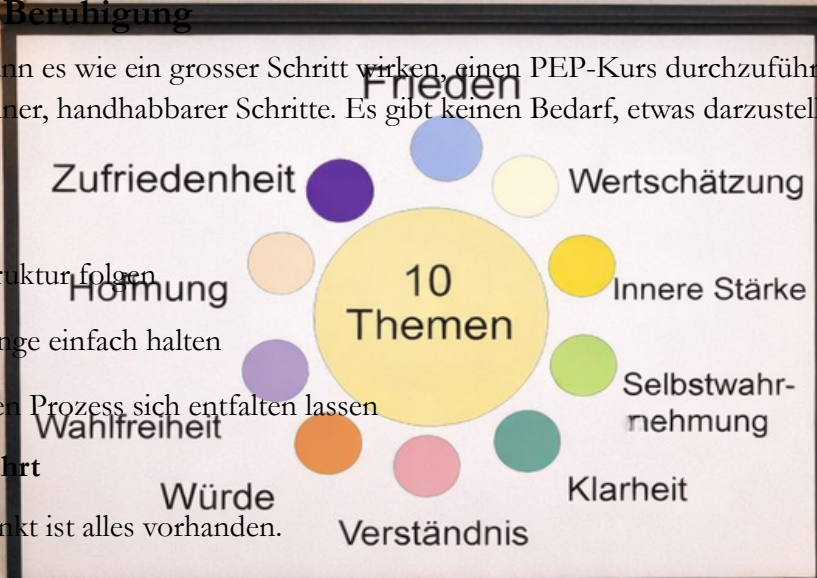 Beruhigung
nn es wie ein grosser Schritt wirken, einen PEP-Kurs durchzuführ
Frieden
ner, handhabbarer Schritte. Es gibt keinen Bedarf, etwas darzustell
Zufriedenheit
Wertschätzung
ruktur folgen
Hoffnung
10
Themen
Innere Stärke
nge einfach halten
Selbstwahr-
nehmung
en Prozess sich entfalten lassen
Wahlfreiheit
hrt
Würde
Klarheit
nkt ist alles vorhanden.
Verständnis